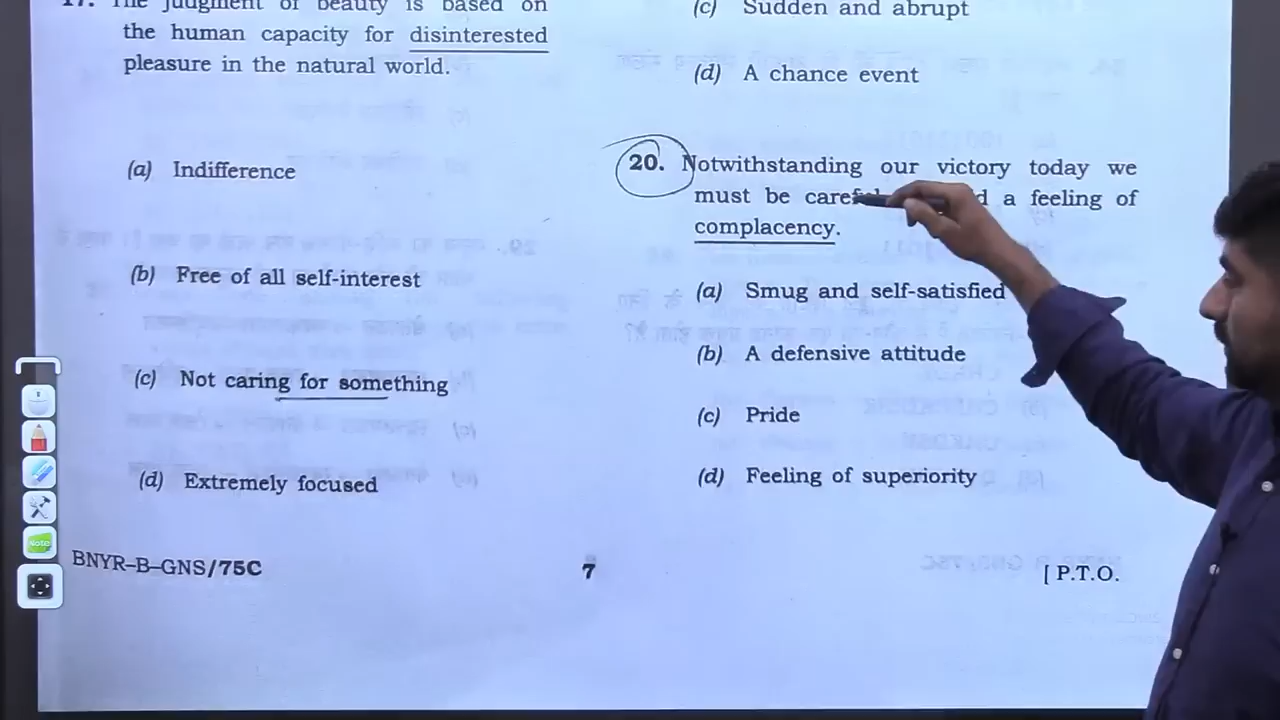 17. The judgment of beauty is based on
the human capacity for disinterested
pleasure in the natural world.
(a) Indifference
(b) Free of all self-interest
(c) Not caring for something
(d) Extremely focused
(c) Sudden and abrupt
(d) A chance event
20. Notwithstanding our victory today we
must be a feeling of
complacency.
(a) Smug and self-satisfied
(b) A defensive attitude
(c) Pride
(d) Feeling of superiority
BNYR–B–GNS/75C
7
[ P.T.O.
Note